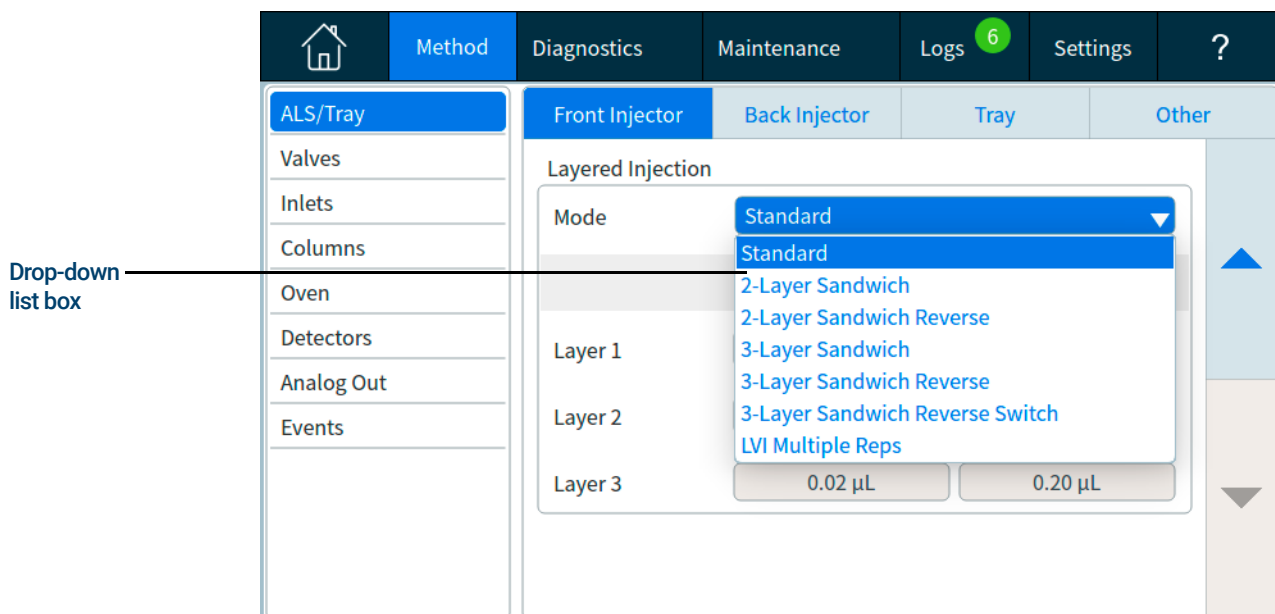 Method Diagnostics Maintenance Logs 6 Settings ?
ALS/Tray
Valves
Inlets
Columns
Oven
Detectors
Analog Out
Events
Drop-down
list box
Front Injector Back Injector Tray Other
Layered Injection
Mode Standard
Standard
2-Layer Sandwich
2-Layer Sandwich Reverse
3-Layer Sandwich
3-Layer Sandwich Reverse
3-Layer Sandwich Reverse Switch
LVI Multiple Reps
Layer 1
Layer 2
Layer 3 0.02 µL 0.20 µL